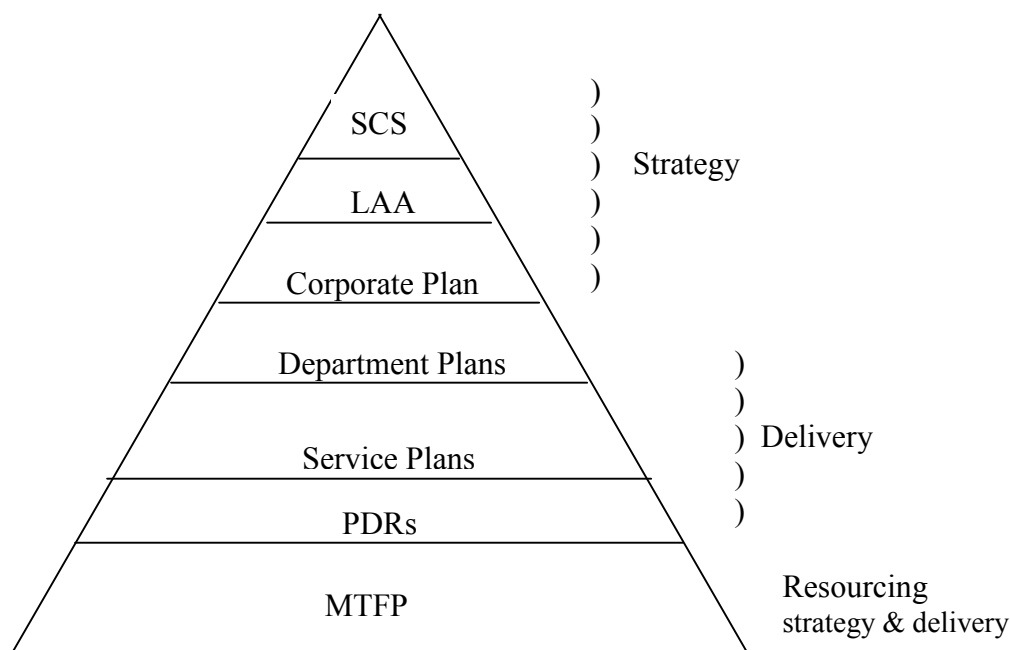 )
SCS )
) Strategy
LAA )
)
Corporate Plan )
Department Plans )
)
) Delivery
Service Plans )
PDRs )
MTFP
Resourcing
strategy & delivery